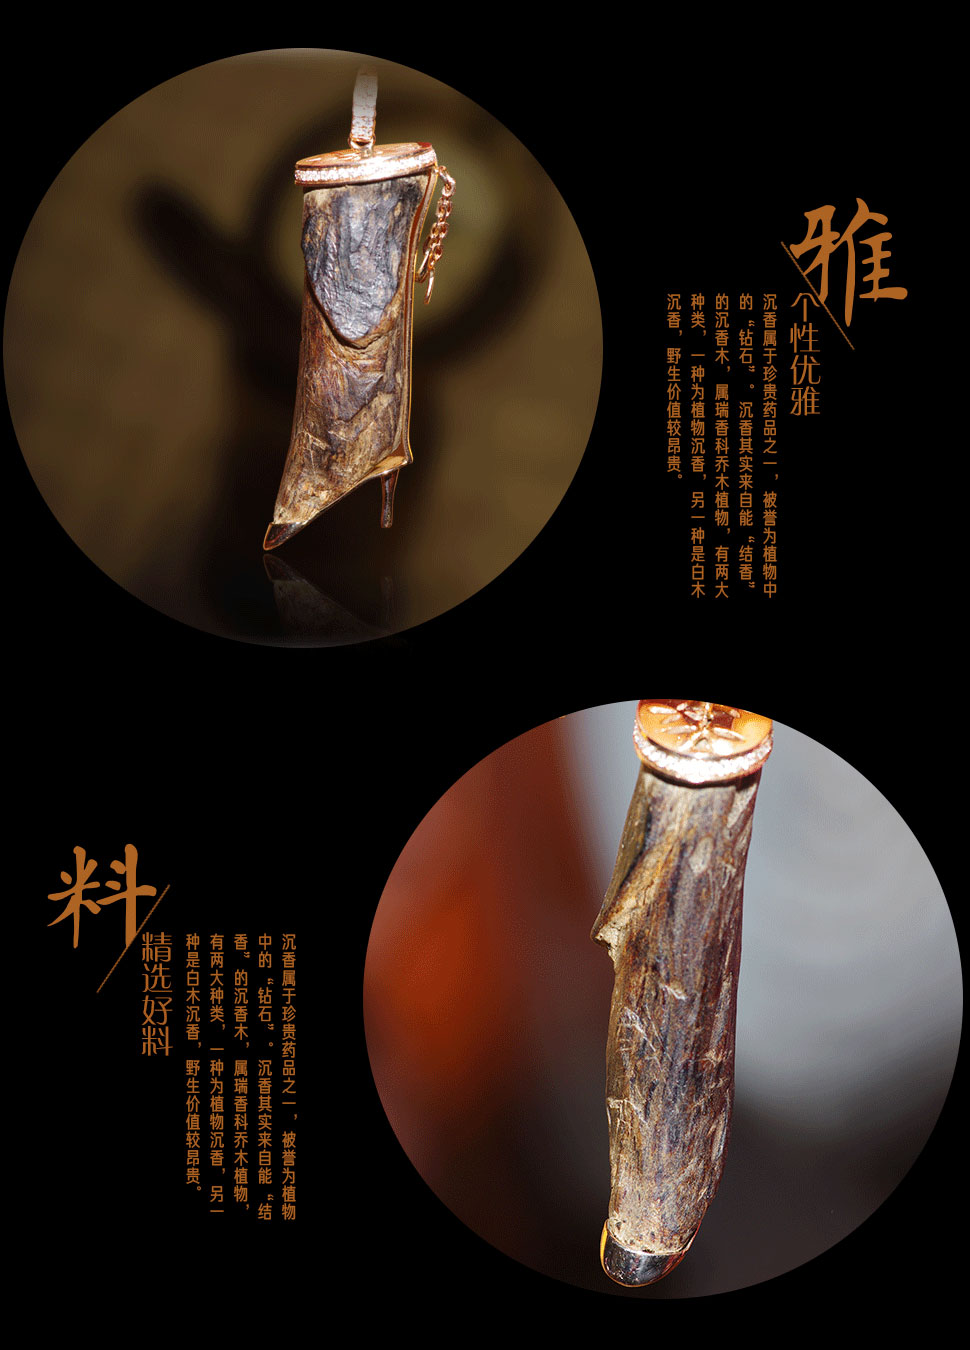 雅
个性优雅
沉香属于珍贵药品之一，被誉为植物中
的“钻石”。沉香其实来自能“结香”
的沉香木，属瑞香科乔木植物，有两大
种类，一种为植物沉香，另一种是白木
沉香，野生价值较昂贵。
料
精选好料
沉香属于珍贵药品之一，被誉为植物
中的“钻石”。沉香其实来自能“结
香”的沉香木，属瑞香科乔木植物，
有两大种类，一种为植物沉香，另一
种是白木沉香，野生价值较昂贵。